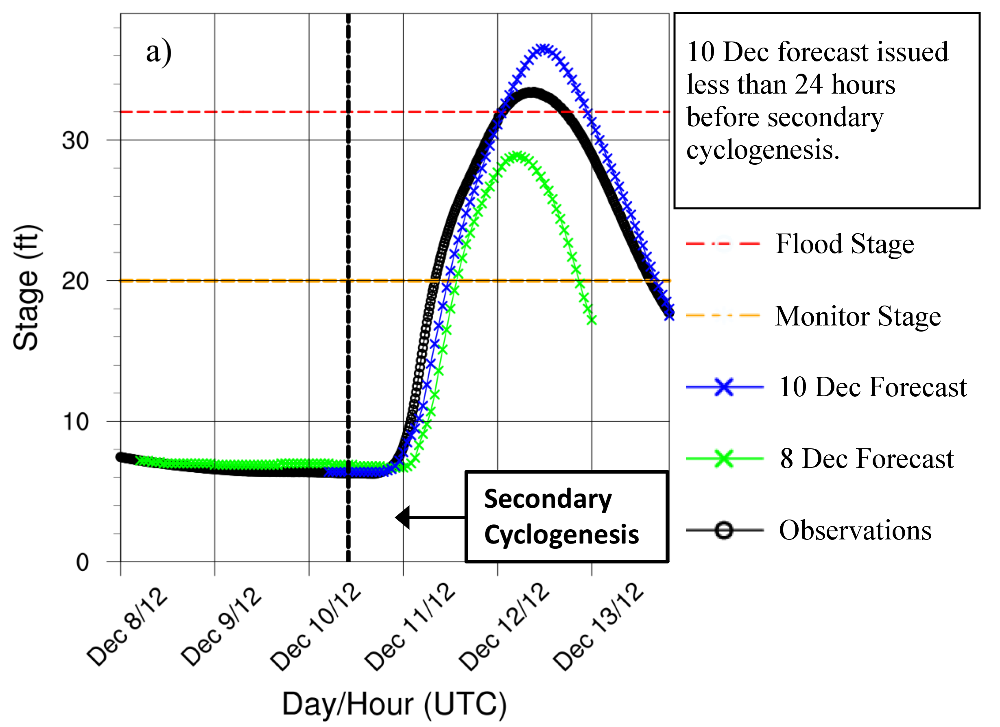 a)
10 Dec forecast issued
less than 24 hours
before secondary
cyclogenesis.
Stage (ft)
30
20
10
0
Flood Stage
Monitor Stage
10 Dec Forecast
8 Dec Forecast
Observations
Secondary
Cyclogenesis
Dec 8/12
Dec 9/12
Dec 10/12
Dec 11/12
Dec 12/12
Dec 13/12
Day/Hour (UTC)